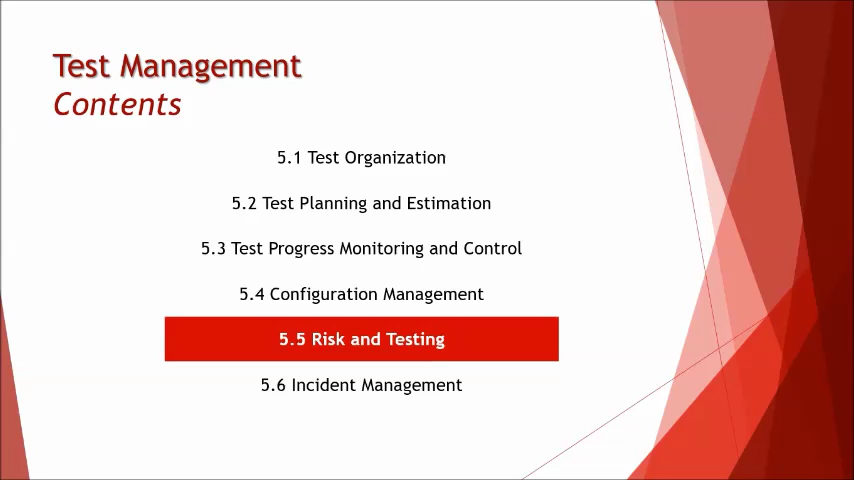 Test Management
Contents
5.1 Test Organization
5.2 Test Planning and Estimation
5.3 Test Progress Monitoring and Control
5.4 Configuration Management
5.5 Risk and Testing
5.6 Incident Management